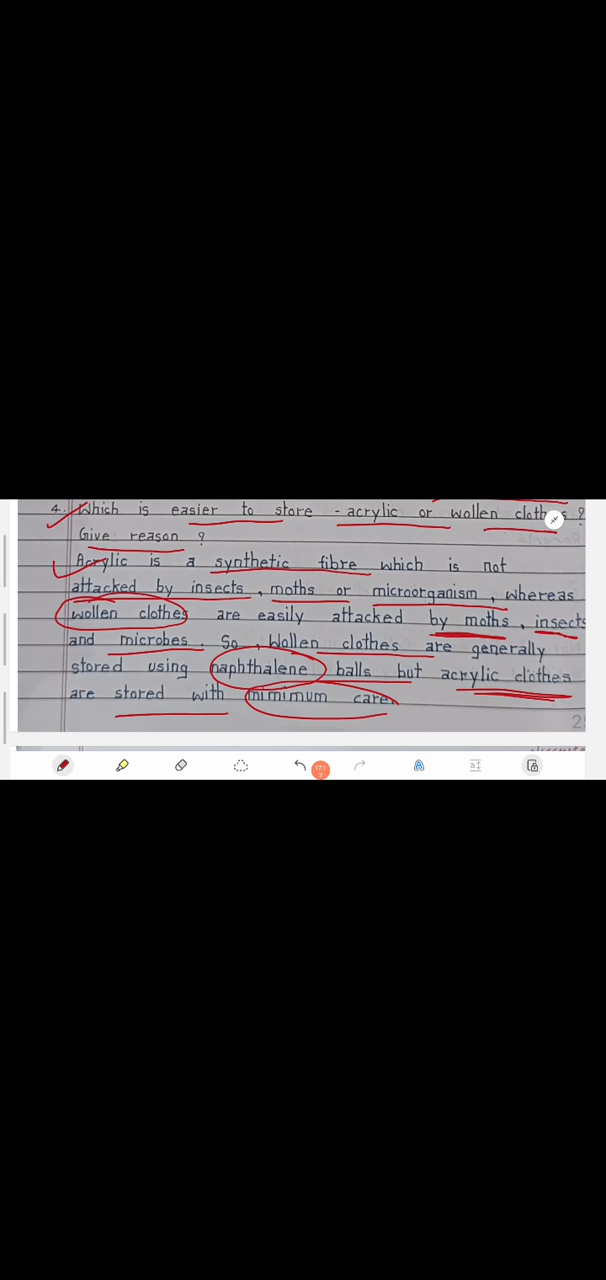 4. Which is easier to store - acrylic or wollen clothes ?
Give reason ?
Acrylic is a synthetic fibre which is not
attacked by insects, moths or microorganism, whereas
wollen clothes are easily attacked by moths, insects
and microbes. So, Wollen clothes are generally
stored using naphthalene balls but acrylic clothes
are stored with mimimum care.